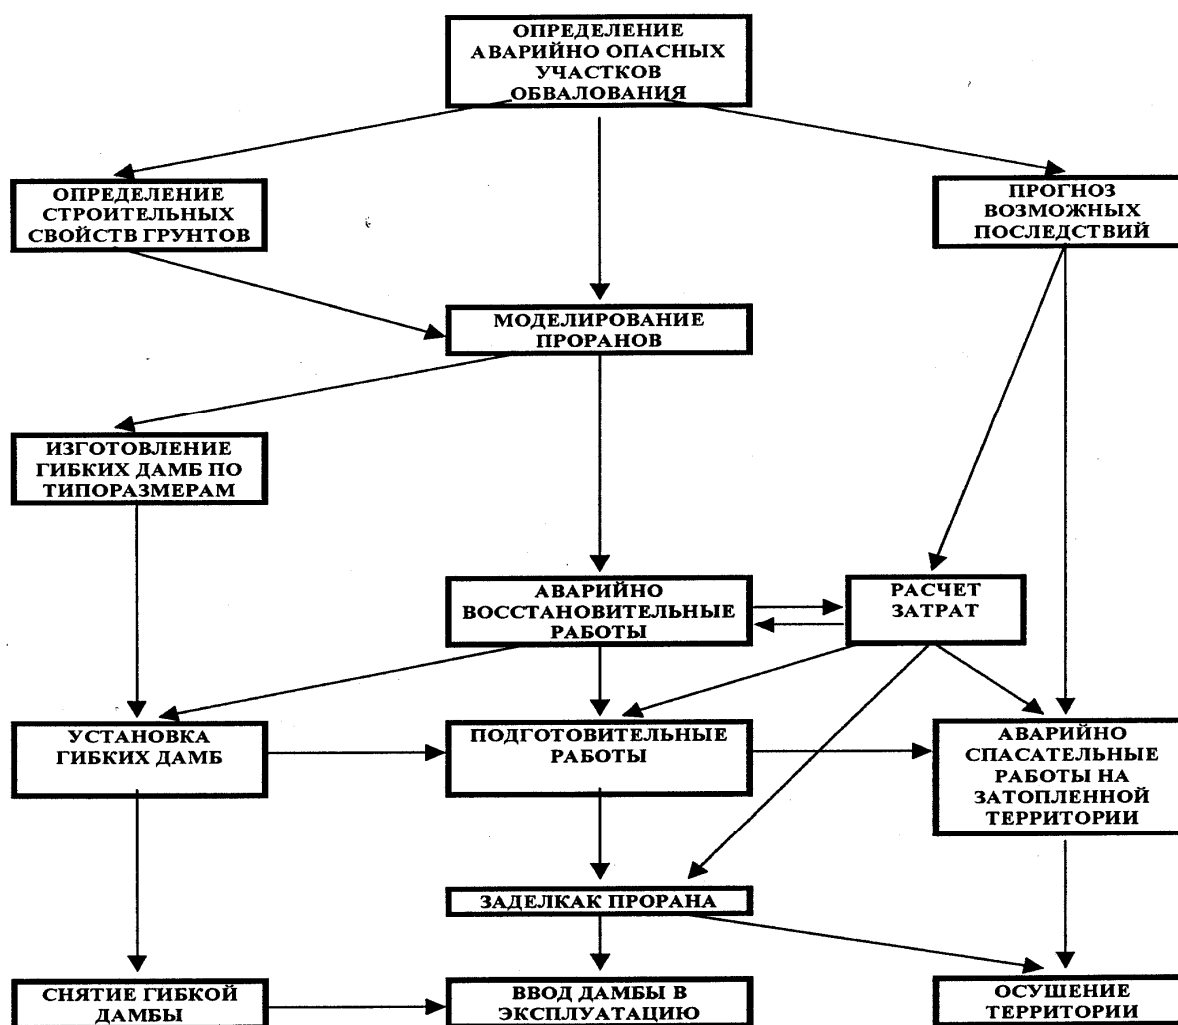 ОПРЕДЕЛЕНИЕ
АВАРИЙНО ОПАСНЫХ
УЧАСТКОВ
ОБВАЛОВАНИЯ
ОПРЕДЕЛЕНИЕ
СТРОИТЕЛЬНЫХ
СВОЙСТВ ГРУНТОВ
ПРОГНОЗ
ВОЗМОЖНЫХ
ПОСЛЕДСТВИЙ
МОДЕЛИРОВАНИЕ
ПРОРАНОВ
ИЗГОТОВЛЕНИЕ
ГИБКИХ ДАМБ ПО
ТИПОРАЗМЕРАМ
АВАРИЙНО
ВОССТАНОВИТЕЛЬНЫЕ
РАБОТЫ
РАСЧЕТ
ЗАТРАТ
УСТАНОВКА
ГИБКИХ ДАМБ
ПОДГОТОВИТЕЛЬНЫЕ
РАБОТЫ
АВАРИЙНО
СПАСАТЕЛЬНЫЕ
РАБОТЫ НА
ЗАТОПЛЕННОЙ
ТЕРРИТОРИИ
ЗАДЕЛКАК ПРОРАНА
СНЯТИЕ ГИБКОЙ
ДАМБЫ
ВВОД ДАМБЫ В
ЭКСПЛУАТАЦИЮ
ОСУШЕНИЕ
ТЕРРИТОРИИ